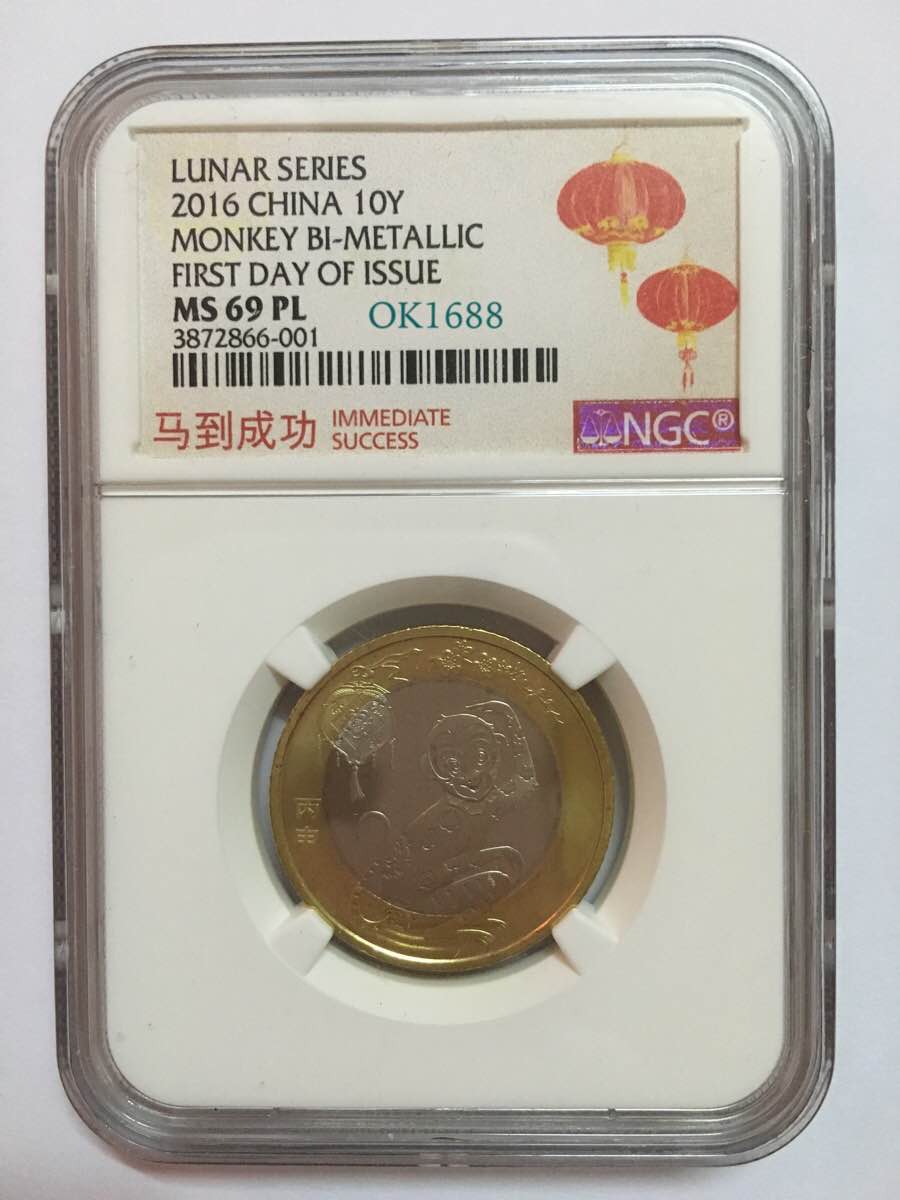 LUNAR SERIES
2016 CHINA 10Y
MONKEY BI-METALLIC
FIRST DAY OF ISSUE
MS 69 PL OK1688
3872866-001
马到成功 IMMEDIATE
SUCCESS
NGC®
丙申